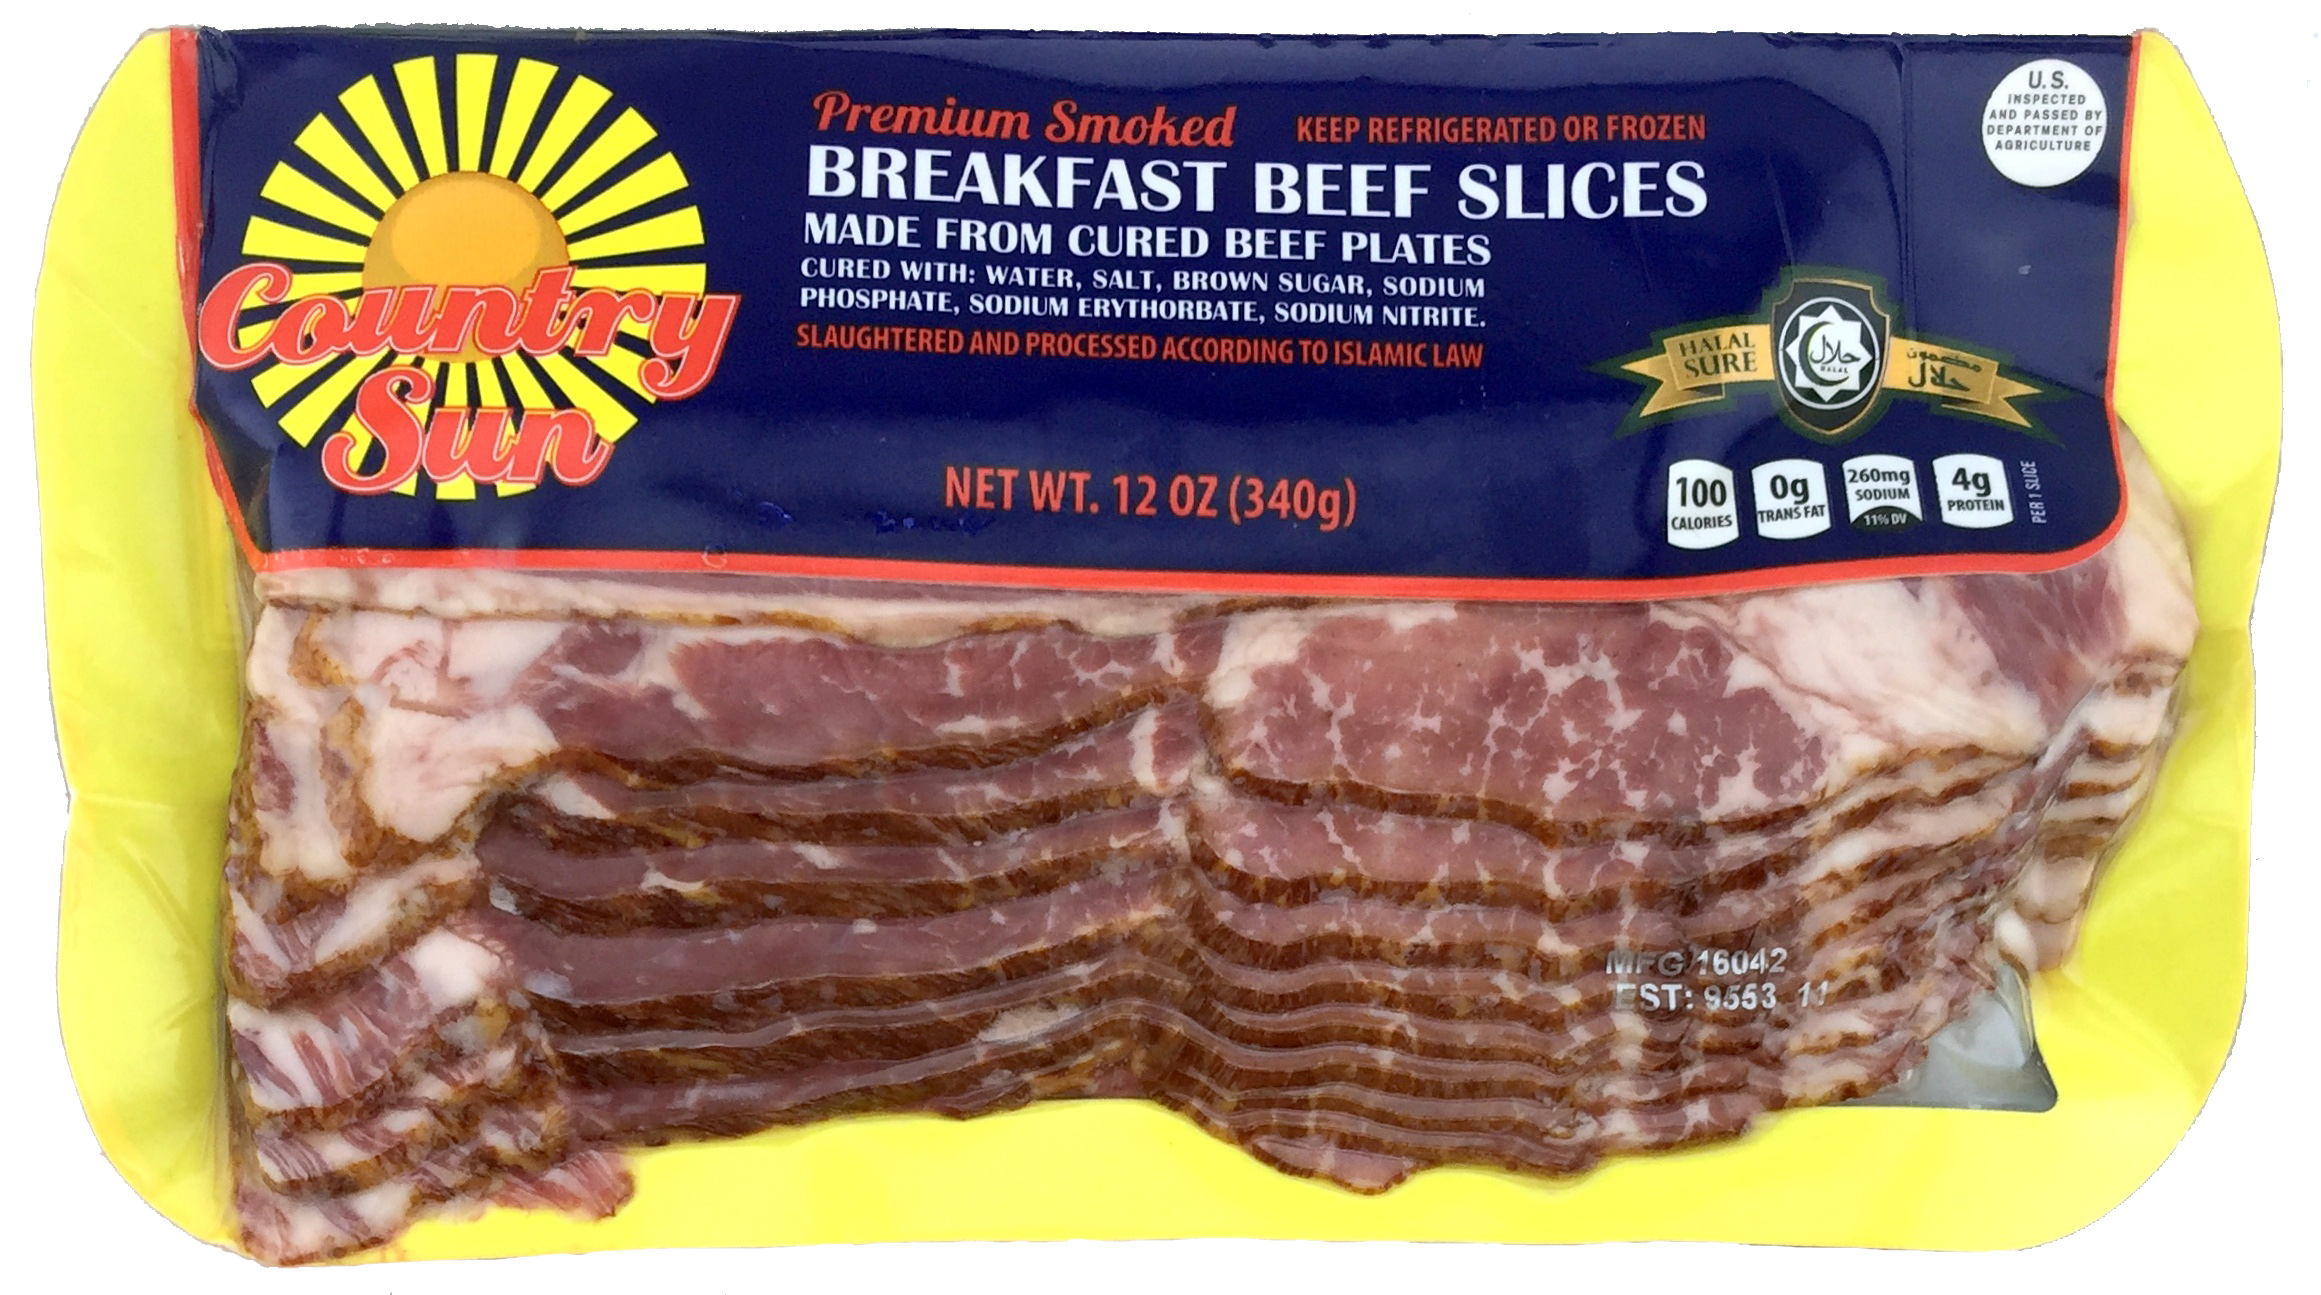 Country
Sun
Premium Smoked
KEEP REFRIGERATED OR FROZEN
BREAKFAST BEEF SLICES
MADE FROM CURED BEEF PLATES
CURED WITH: WATER, SALT, BROWN SUGAR, SODIUM
PHOSPHATE, SODIUM ERYTHORBATE, SODIUM NITRITE.
SLAUGHTERED AND PROCESSED ACCORDING TO ISLAMIC LAW
NET WT. 12 OZ (340g)
U. S.
INSPECTED
AND PASSED BY
DEPARTMENT OF
AGRICULTURE
HALAL
SURE
حلال
HALAL
مضمون
حلال
100
CALORIES
0g
TRANS FAT
260mg
SODIUM
11% DV
4g
PROTEIN
PER 1 SLICE
MFG 16042
EST: 9553 11